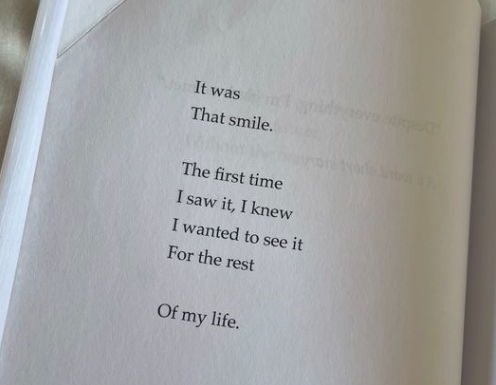 It was
That smile.
The first time
I saw it, I knew
I wanted to see it
For the rest
Of my life.